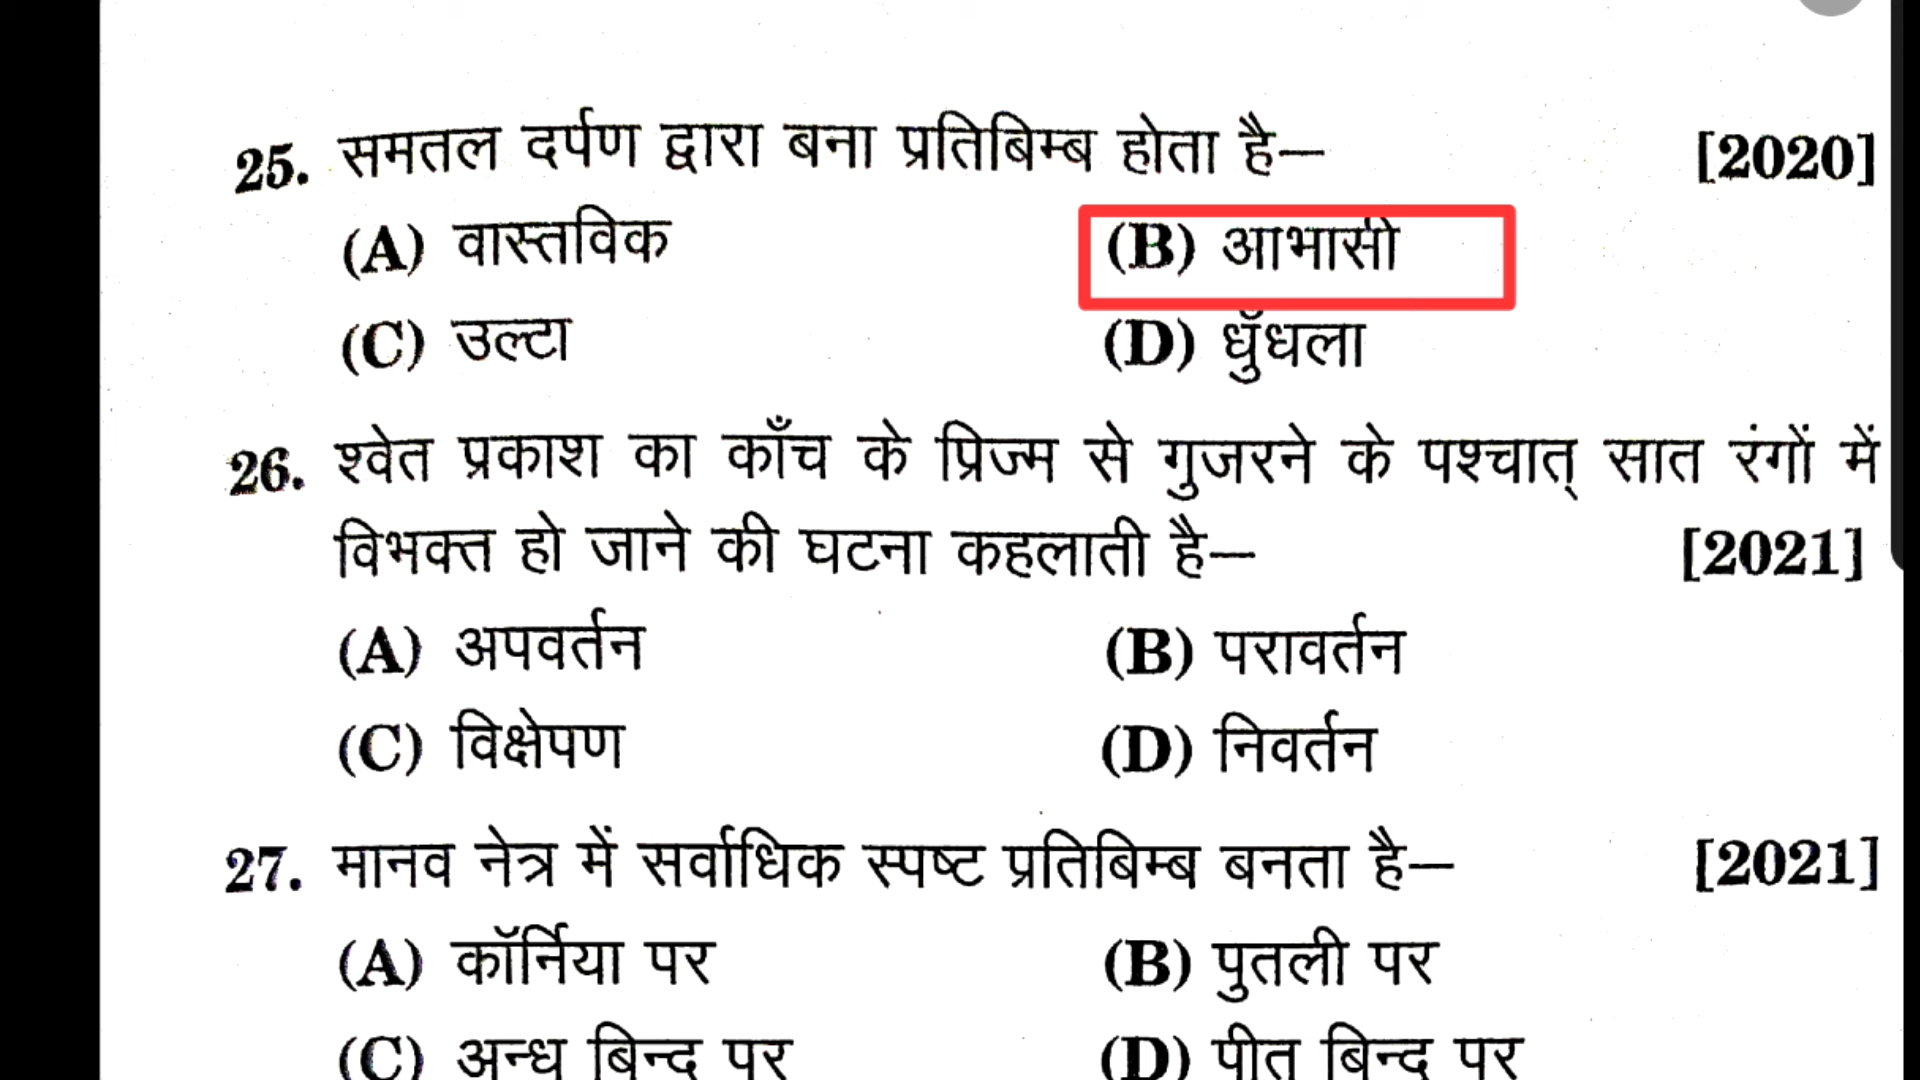 25. समतल दर्पण द्वारा बना प्रतिबिम्ब होता है— [2020]
(A) वास्तविक (B) आभासी
(C) उल्टा (D) धुँधला
26. श्वेत प्रकाश का काँच के प्रिज्म से गुजरने के पश्चात् सात रंगों में
विभक्त हो जाने की घटना कहलाती है— [2021]
(A) अपवर्तन (B) परावर्तन
(C) विक्षेपण (D) निवर्तन
27. मानव नेत्र में सर्वाधिक स्पष्ट प्रतिबिम्ब बनता है— [2021]
(A) कॉर्निया पर (B) पुतली पर
(C) अन्ध बिन्दु पर (D) पीत बिन्दु पर